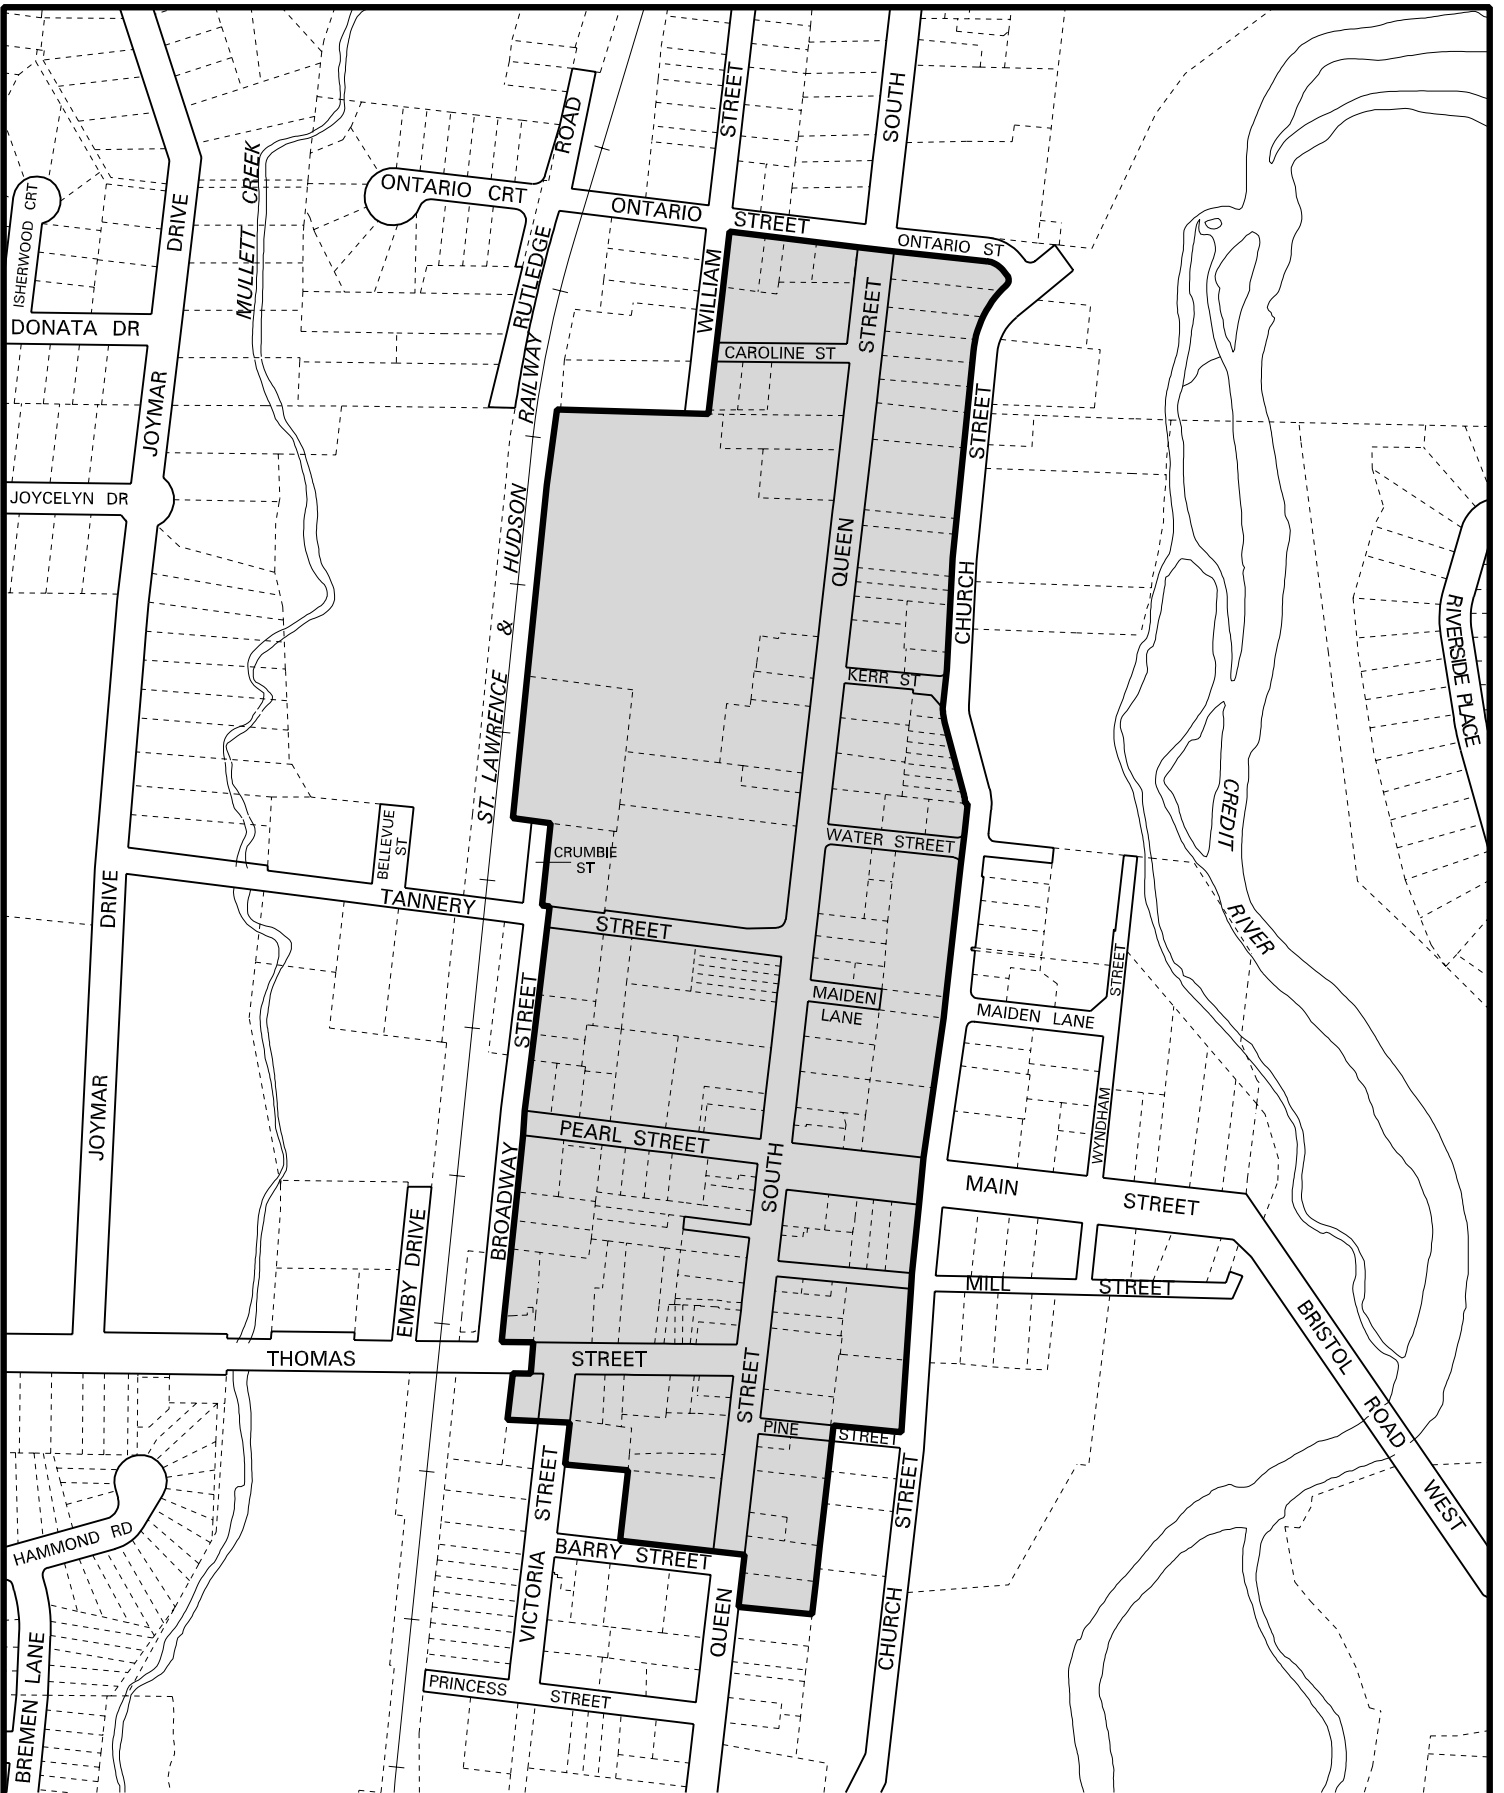 STREET
SOUTH
ROAD
MULLETT CREEK
ISHERWOOD CRT
DRIVE
ONTARIO CRT
ONTARIO STREET
ONTARIO ST
DONATA DR
RUTLEDGE
WILLIAM
STREET
CAROLINE ST
JOYMAR
RAILWAY
STREET
JOYCELYN DR
HUDSON
QUEEN
CHURCH
RIVERSIDE PLACE
&
ST. LAWRENCE
KERR ST
CREDIT
RIVER
BELLEVUE
ST
WATER STREET
CRUMBIE
ST
DRIVE
TANNERY
STREET
STREET
MAIDEN
LANE
STREET
MAIDEN LANE
JOYMAR
WYNDHAM
PEARL STREET
BROADWAY
SOUTH
MAIN STREET
EMBY DRIVE
MILL STREET
BRISTOL ROAD WEST
THOMAS STREET
STREET
PINE STREET
STREET
STREET
HAMMOND RD
BARRY STREET
VICTORIA
QUEEN
CHURCH
BREMEN LANE
PRINCESS STREET